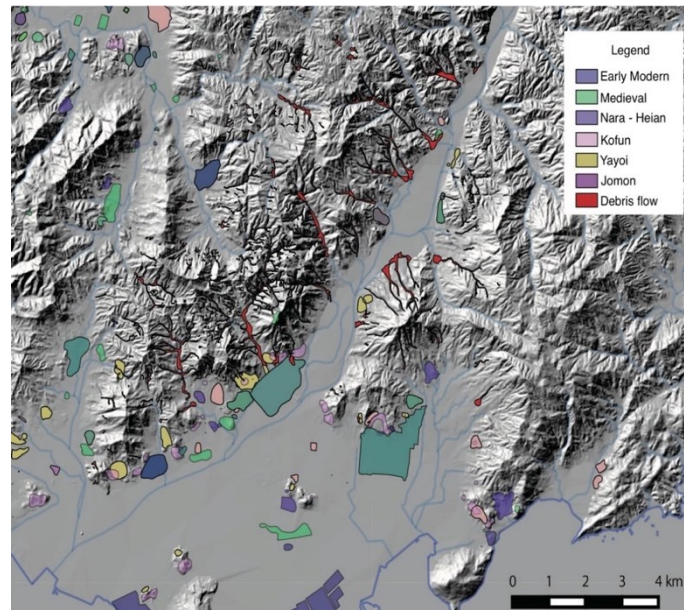 Legend
Early Modern
Medieval
Nara - Heian
Kofun
Yayoi
Jomon
Debris flow
0 1 2 3 4 km